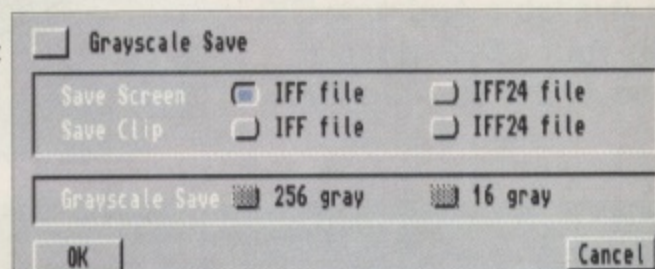 Grayscale Save
Save Screen IFF file IFF24 file
Save Clip IFF file IFF24 file
Grayscale Save 256 gray 16 gray
OK Cancel